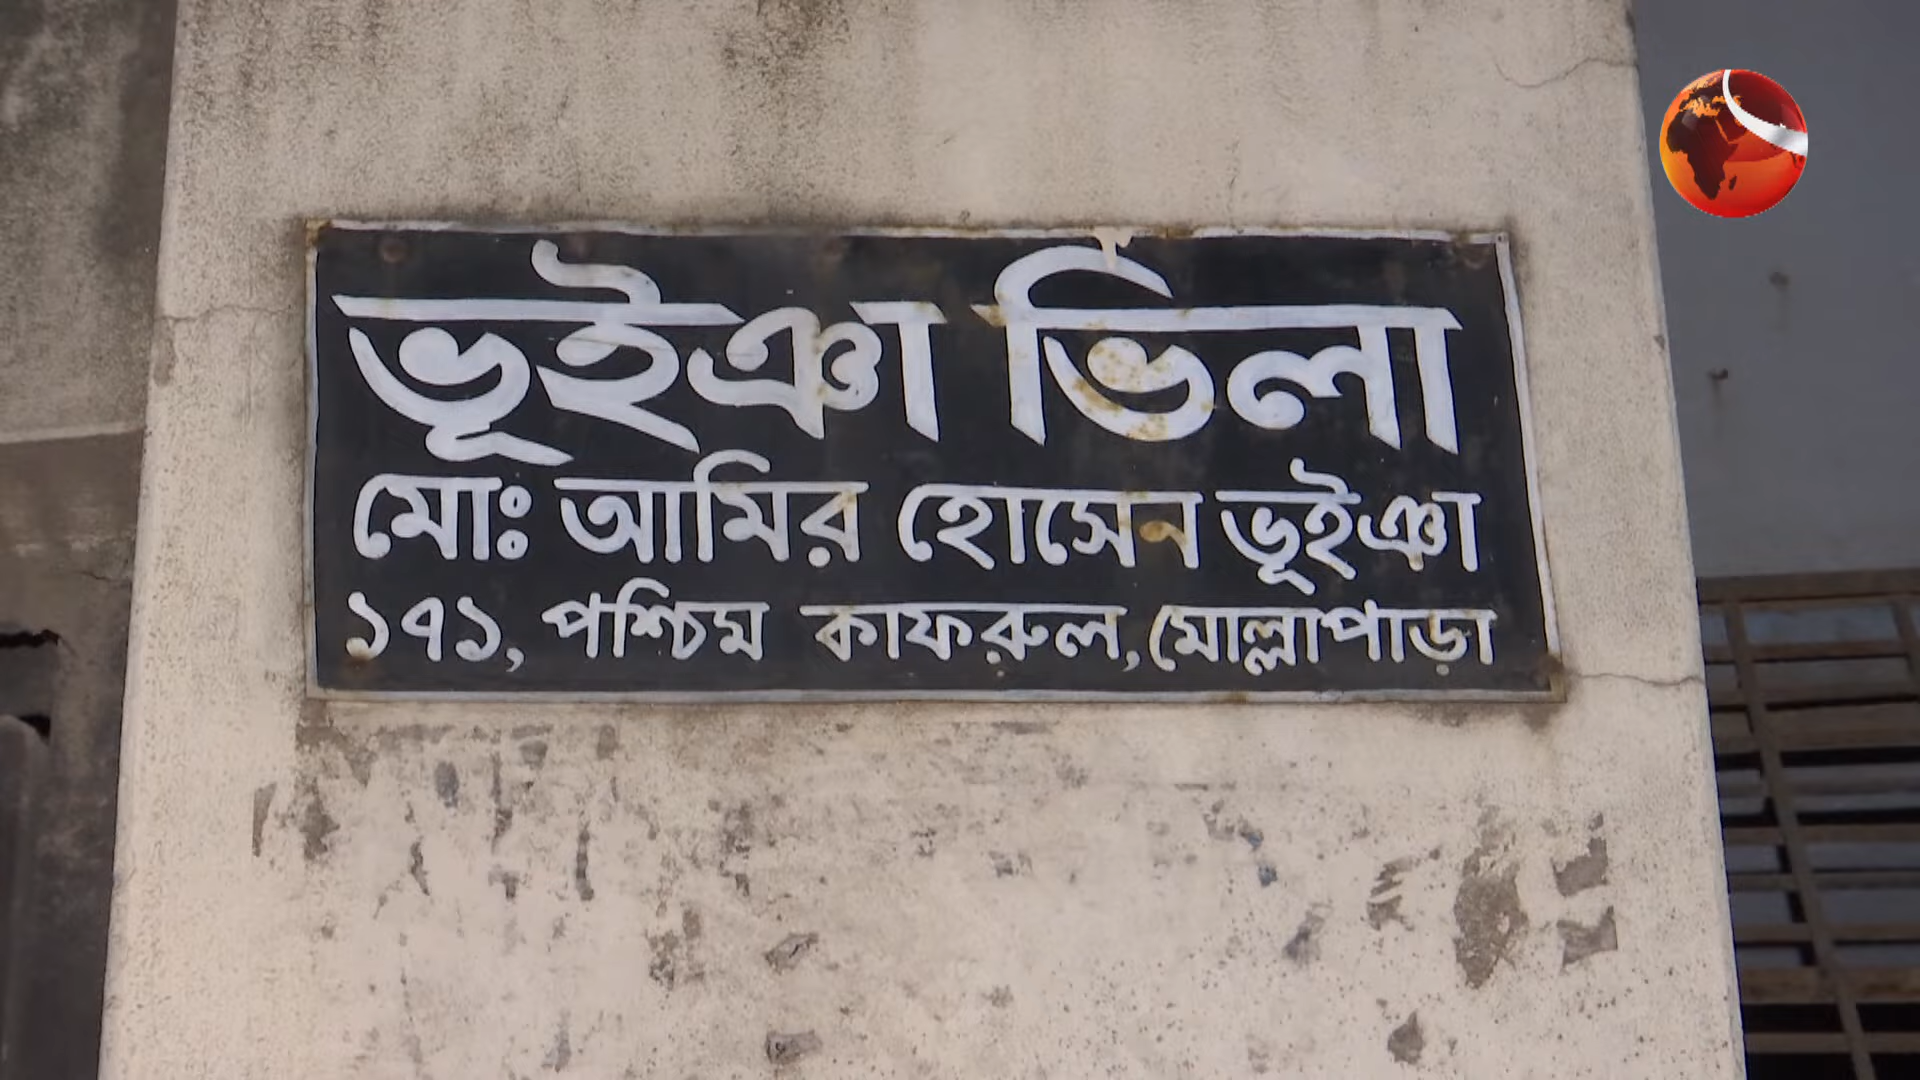 ভূইঞা ভিলা
মোঃ আমির হোসেন ভূইঞা
১৭১, পশ্চিম কাফরুল, মোল্লাপাড়া